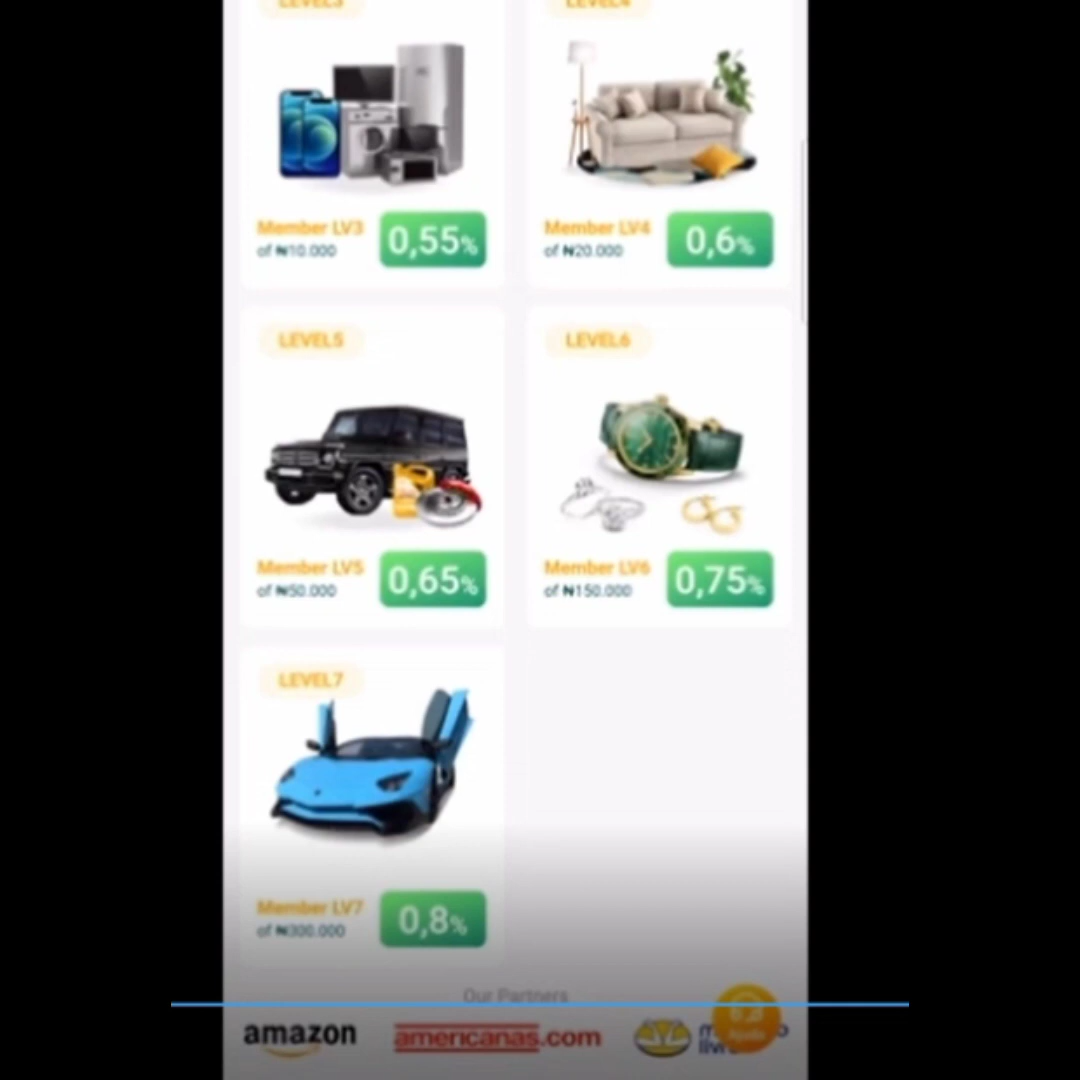 LEVEL3
LEVEL4
Member LV3
of ₦10.000
0,55%
Member LV4
of ₦20.000
0,6%
LEVEL5
LEVEL6
Member LV5
of ₦50.000
0,65%
Member LV6
of ₦150.000
0,75%
LEVEL7
Member LV7
of ₦300.000
0,8%
Our Partners
amazon
americanas.com